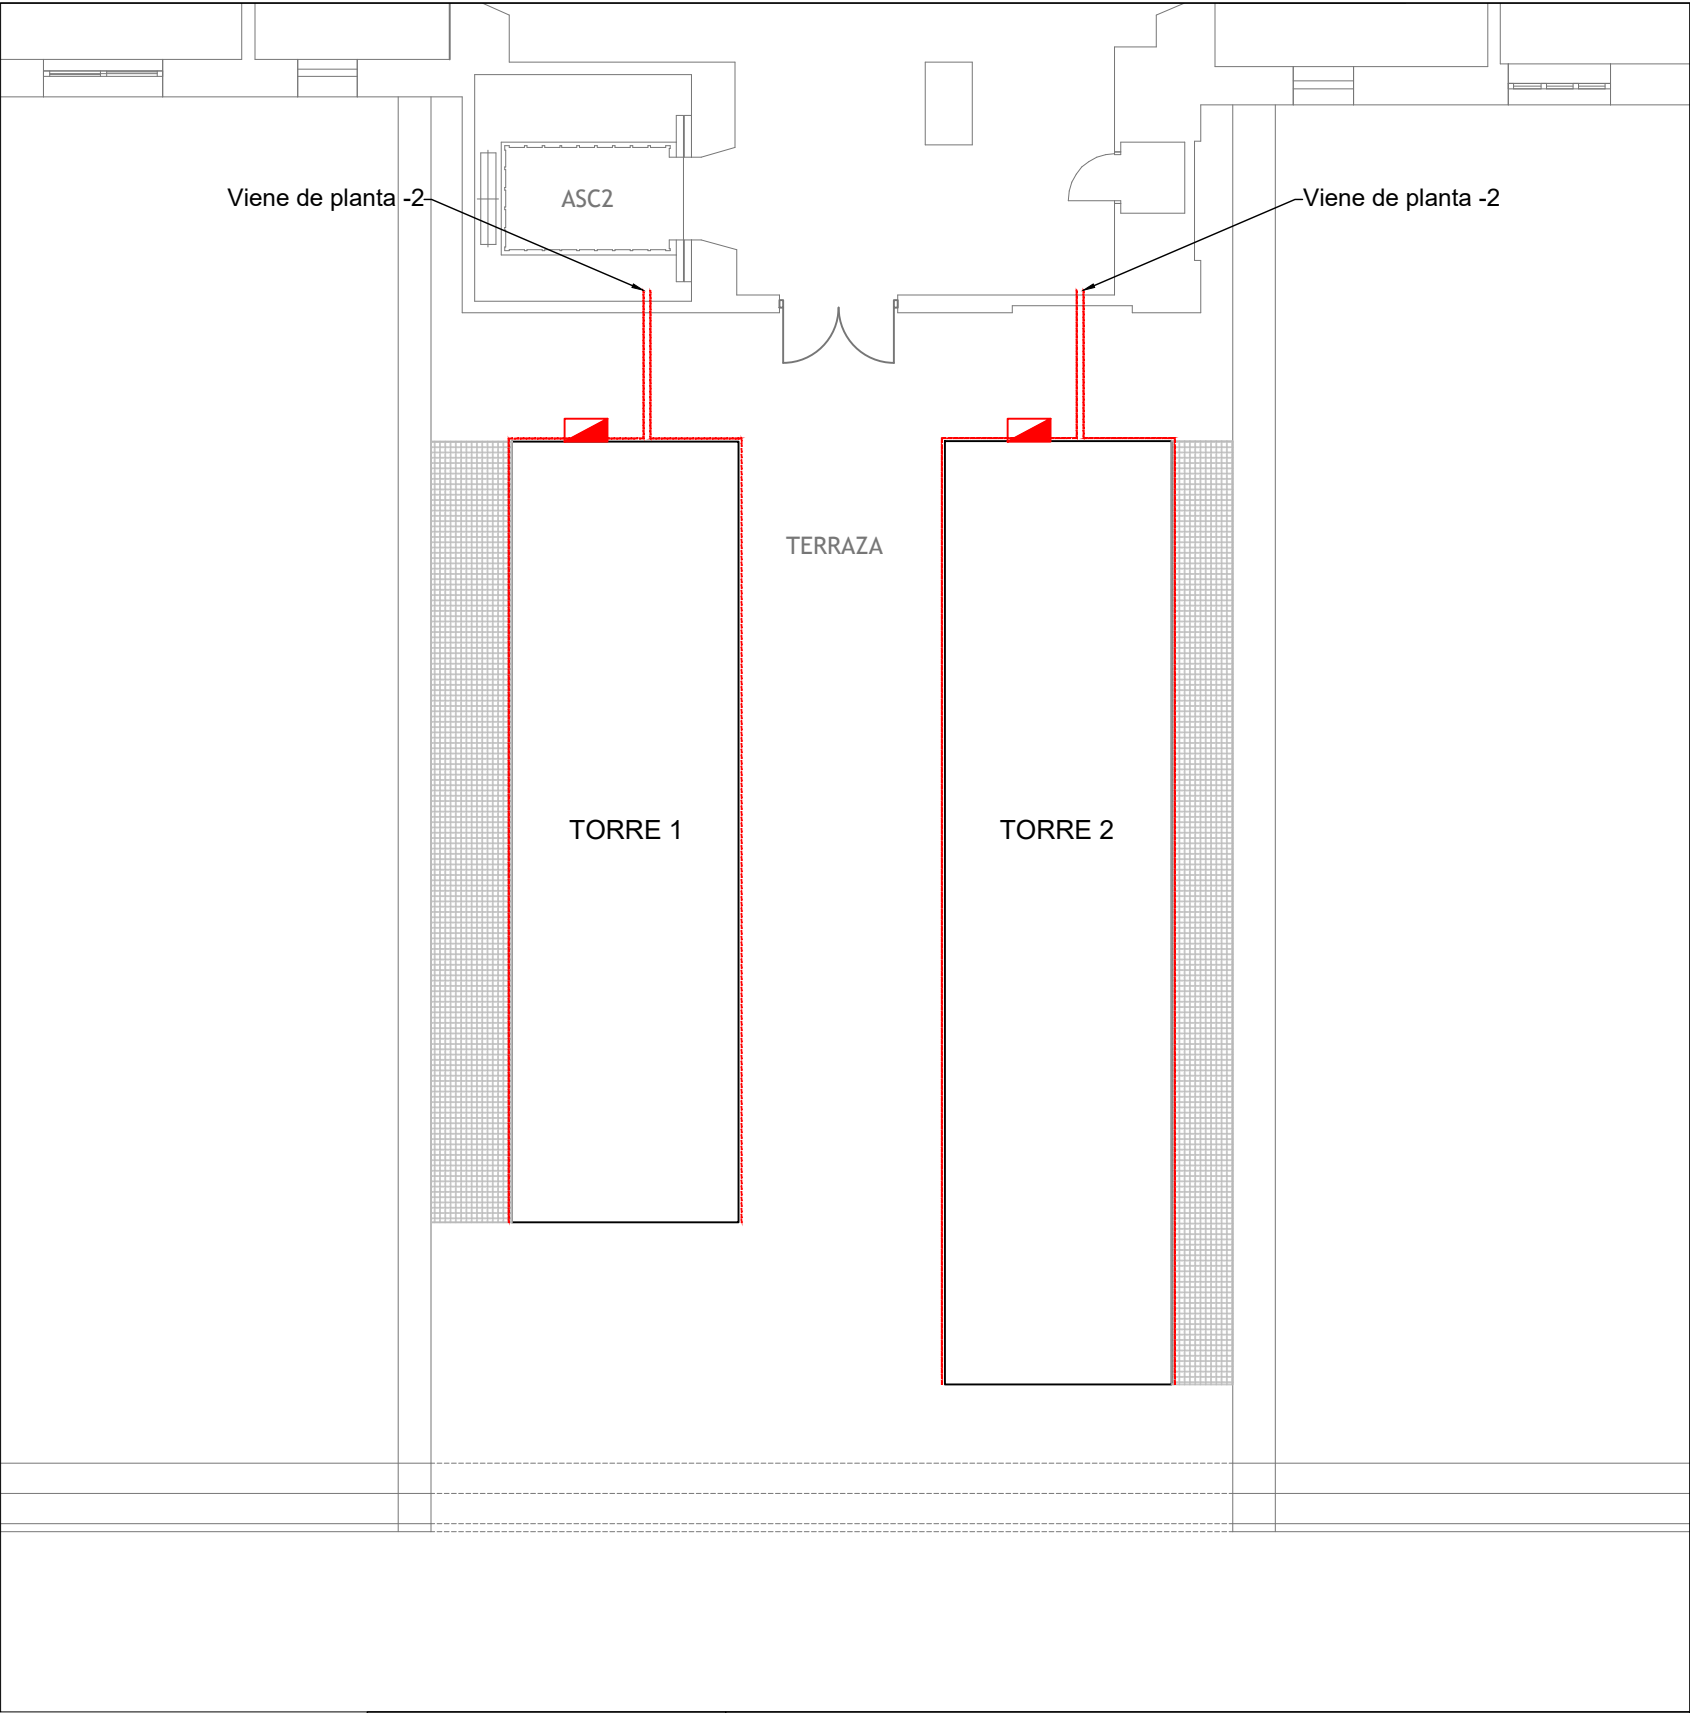 Viene de planta -2
ASC2
Viene de planta -2
TERRAZA
TORRE 1
TORRE 2